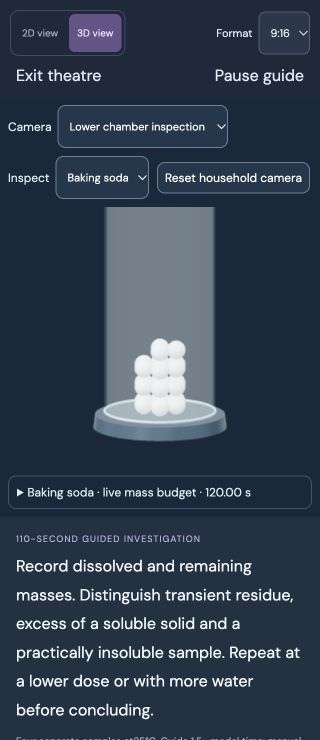 2D view 3D view Format 9:16
Exit theatre Pause guide
Camera Lower chamber inspection
Inspect Baking soda Reset household camera
Baking soda · live mass budget · 120.00 s
110-SECOND GUIDED INVESTIGATION
Record dissolved and remaining
masses. Distinguish transient residue,
excess of a soluble solid and a
practically insoluble sample. Repeat at
a lower dose or with more water
before concluding.